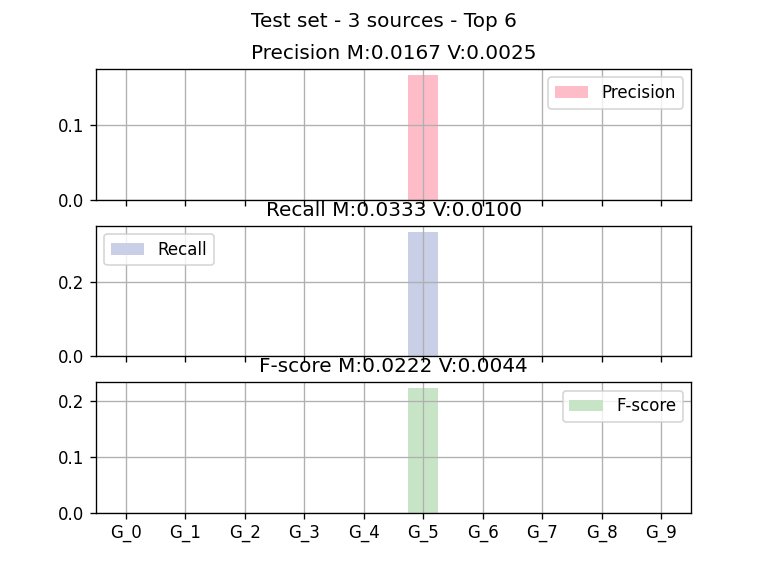 Test set - 3 sources - Top 6
Precision M:0.0167 V:0.0025
Precision
0.1
0.0
Recall M:0.0333 V:0.0100
Recall
0.2
0.0
F-score M:0.0222 V:0.0044
F-score
0.2
0.1
0.0
G_0 G_1 G_2 G_3 G_4 G_5 G_6 G_7 G_8 G_9